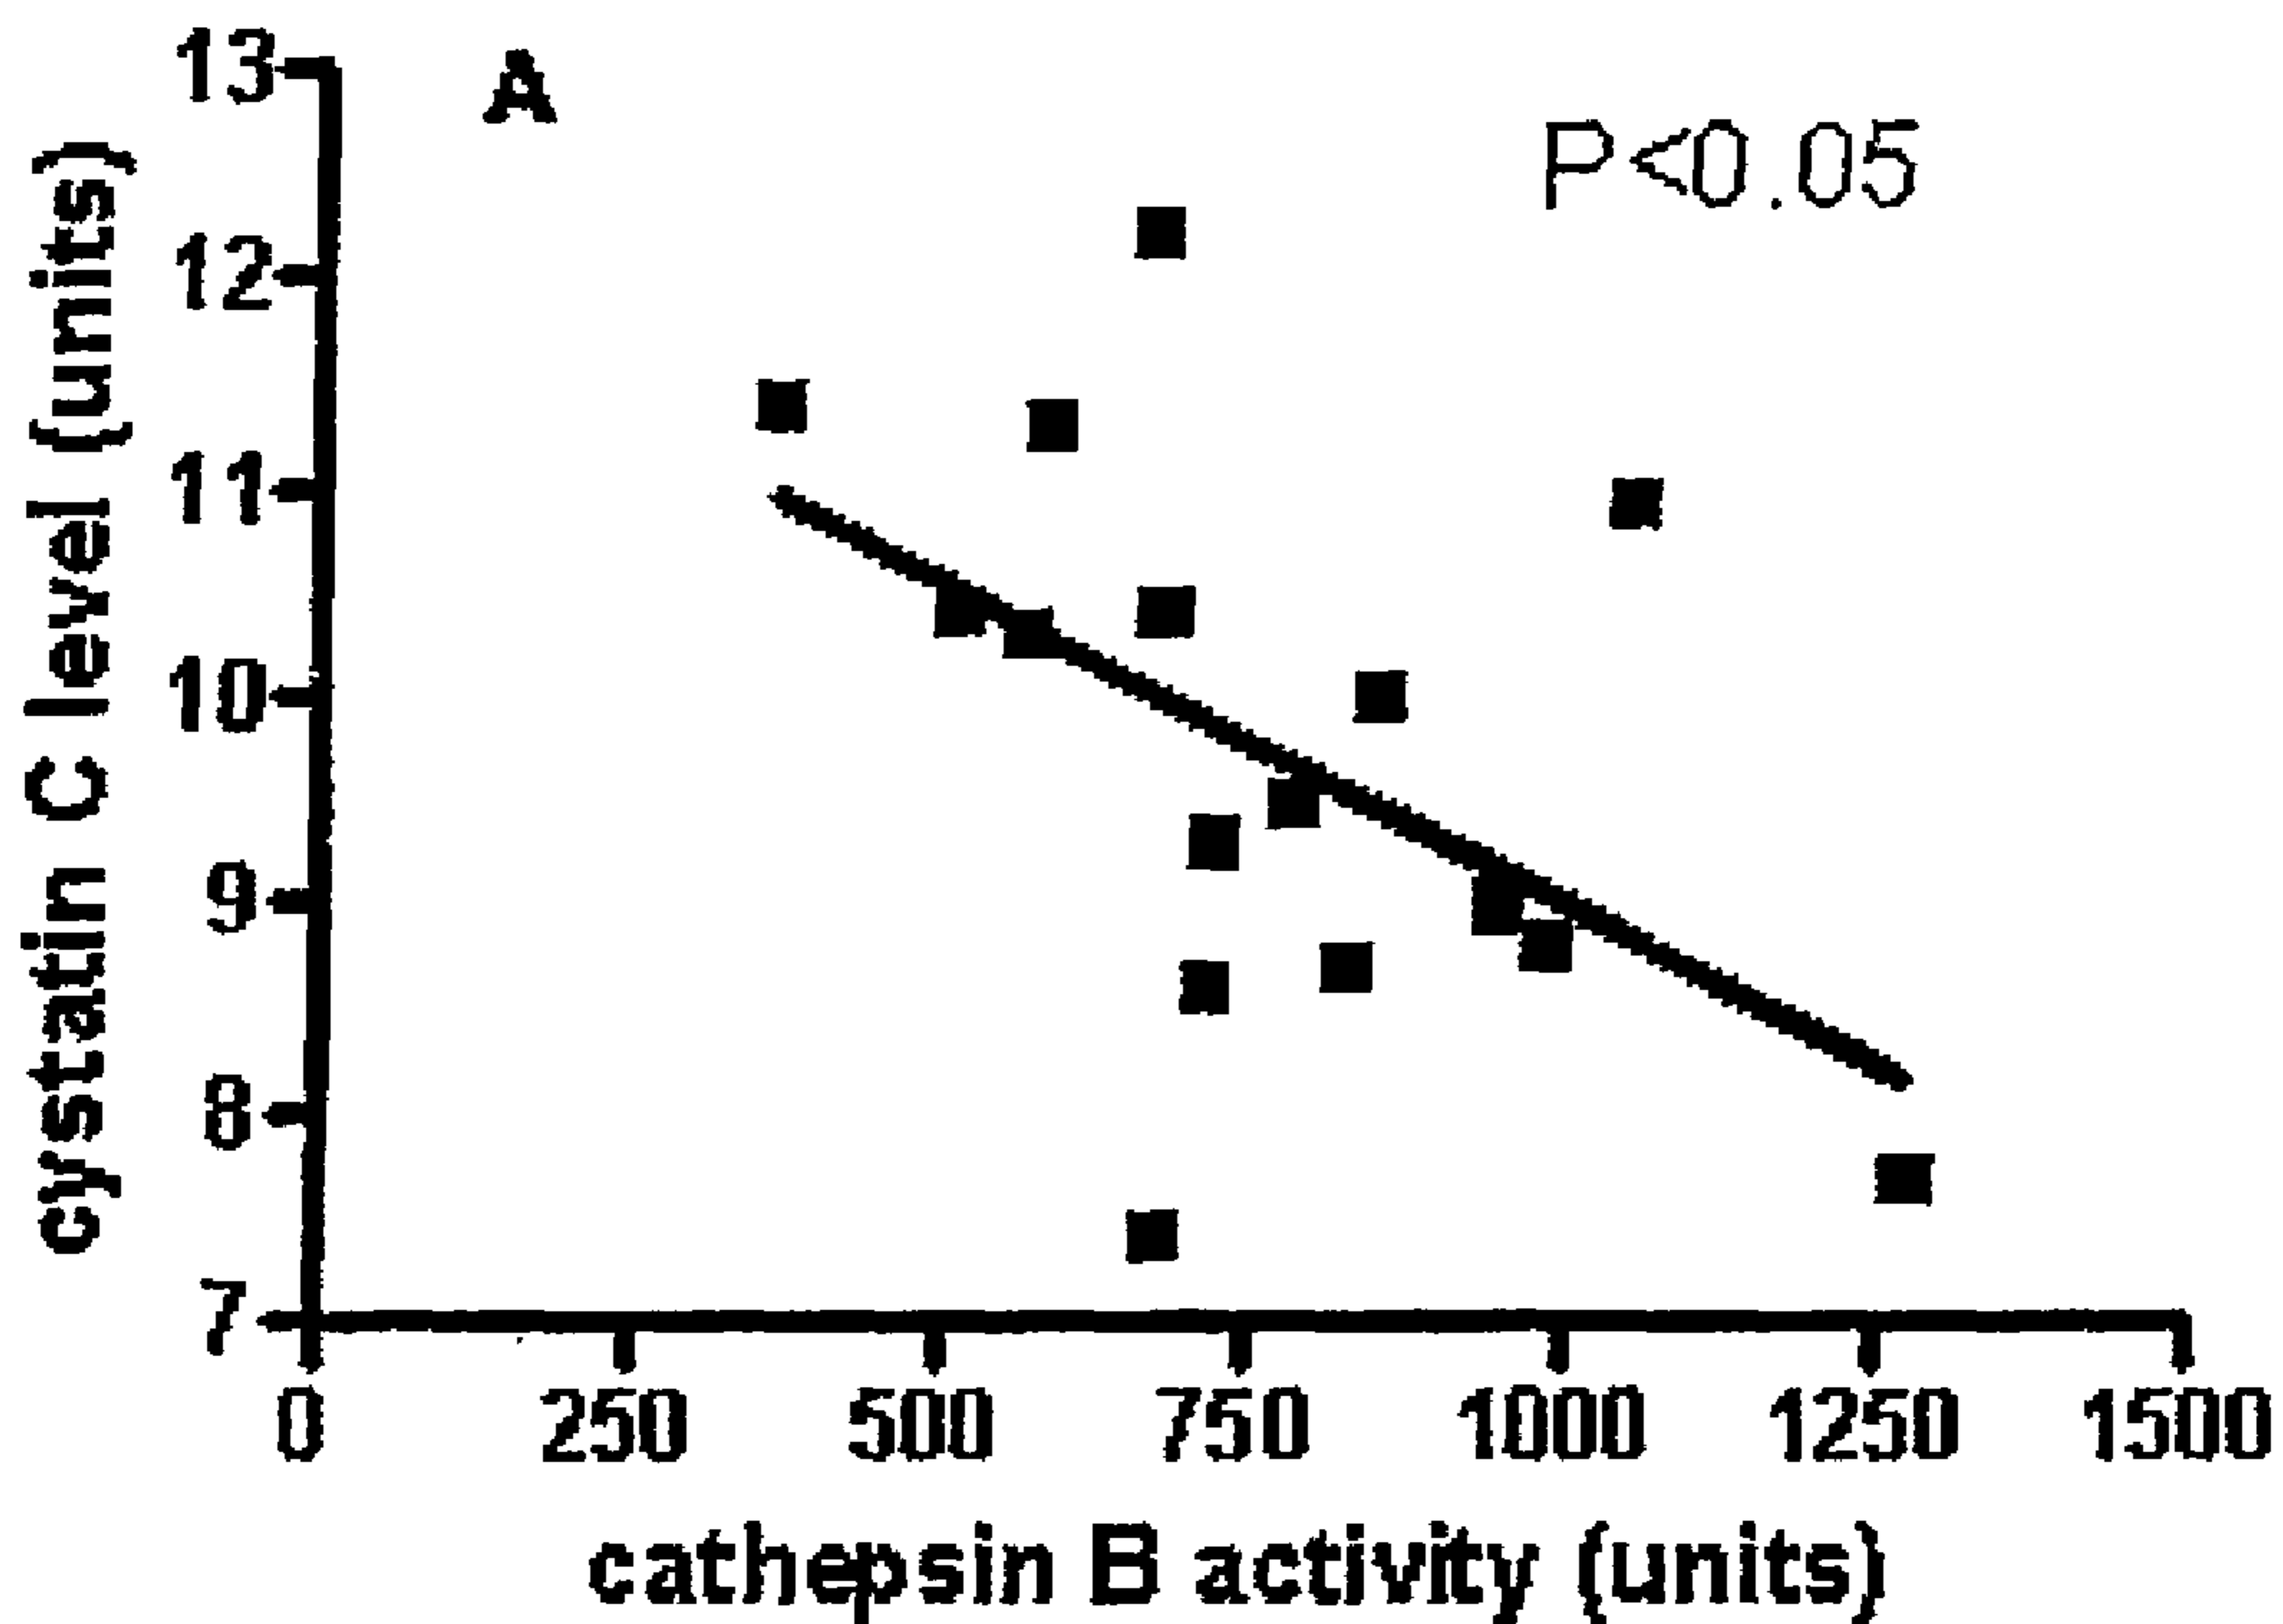 13
A
P<0.05
12
11
10
9
8
7
cystatin C level (units)
0 250 500 750 1000 1250 1500
cathepsin B activity (units)